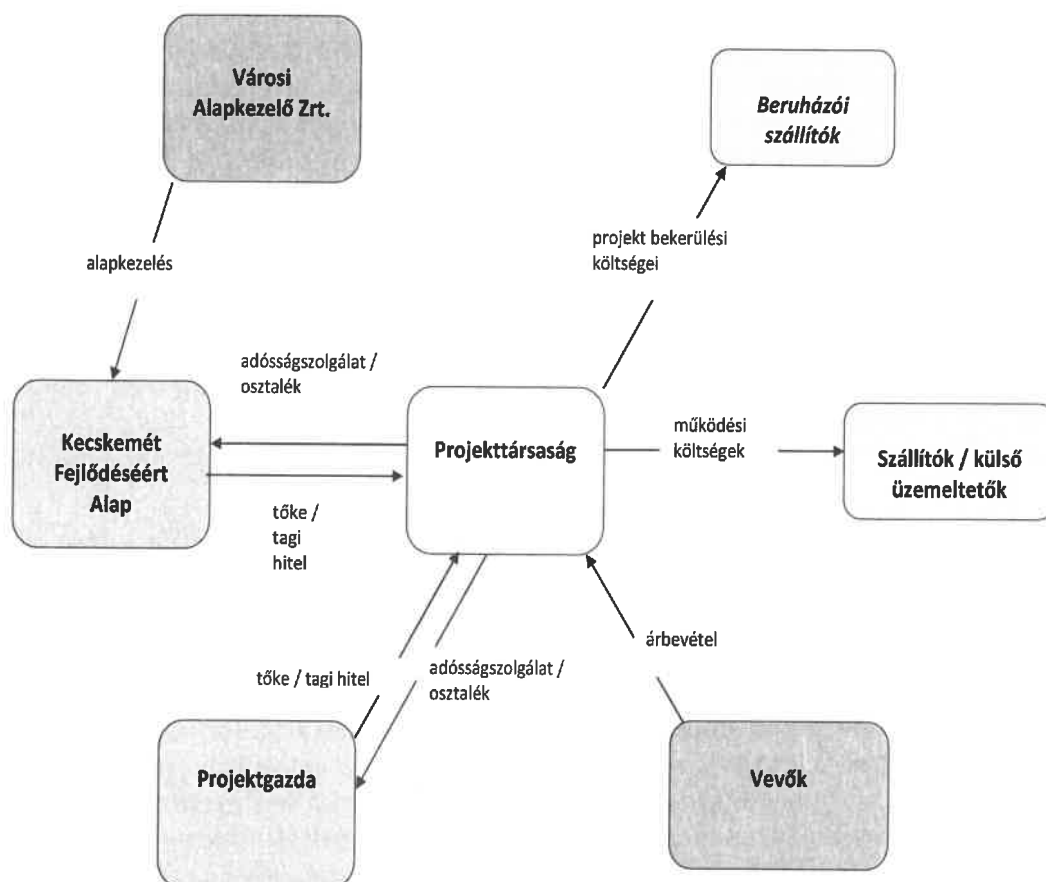 Városi
Alapkezelő Zrt.
Beruházói
szállítók
projekt bekerülési
költségei
alapkezelés
adósságszolgálat /
osztalék
Kecskemét
Fejlődéséért
Alap
Projekttársaság
működési
költségek
Szállítók / külső
üzemeltetők
tőke /
tagi
hitel
árbevétel
tőke / tagi hitel
adósságszolgálat /
osztalék
Projektgazda
Vevők